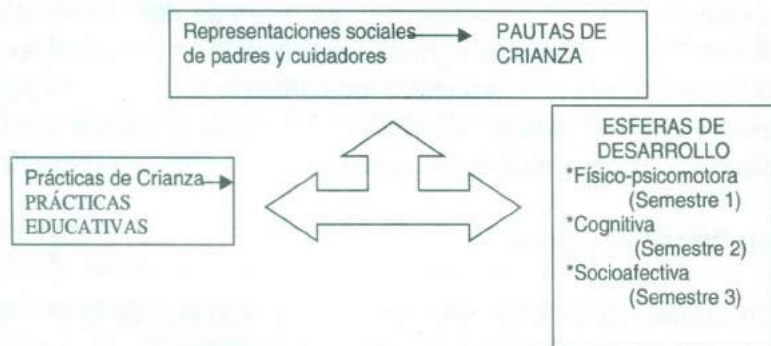 Representaciones sociales PAUTAS DE
de padres y cuidadores CRIANZA
ESFERAS DE
DESARROLLO
*Físico-psicomotora
(Semestre 1)
*Cognitiva
(Semestre 2)
*Socioafectiva
(Semestre 3)
Prácticas de Crianza
PRÁCTICAS
EDUCATIVAS